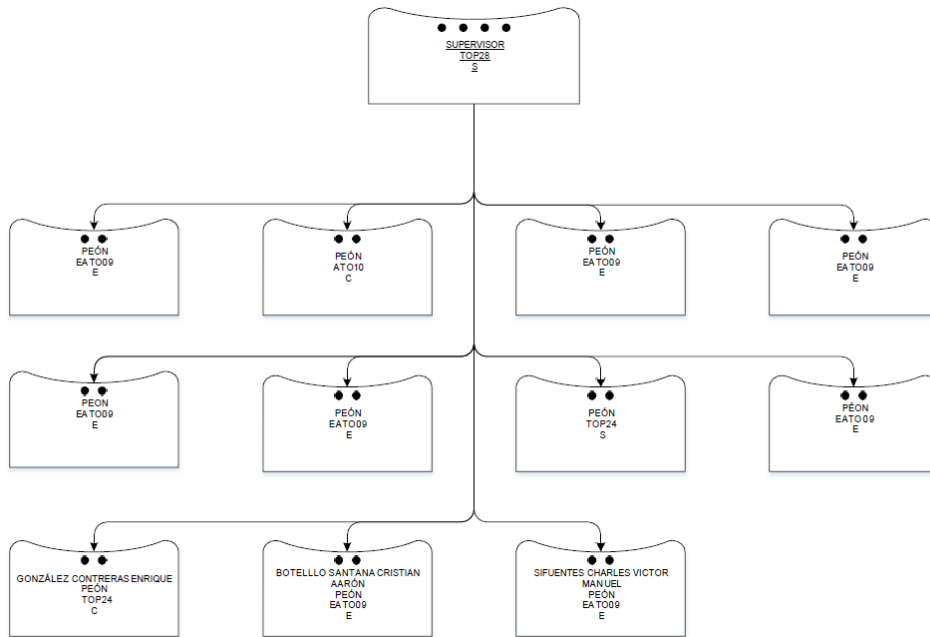 SUPERVISOR
TOP28
S
PEÓN
EATO09
E
PEÓN
ATO10
C
PEÓN
EATO09
E
PEÓN
EATO09
E
PEON
EATO09
E
PEÓN
EATO09
E
PEÓN
TOP24
S
PEÓN
EATO09
E
GONZÁLEZ CONTRERAS ENRIQUE
PEÓN
TOP24
C
BOTELLLO SANTANA CRISTIAN
AARÓN
PEÓN
EATO09
E
SIFUENTES CHARLES VICTOR
MANUEL
PEÓN
EATO09
E